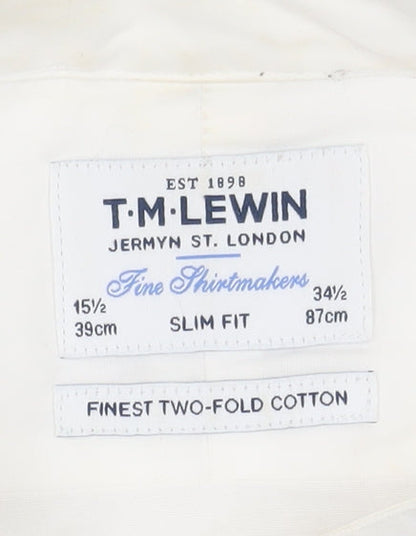 EST 1898
T·M·LEWIN
JERMYN ST. LONDON
Fine Shirtmakers
15½ 34½
39cm SLIM FIT 87cm
FINEST TWO-FOLD COTTON